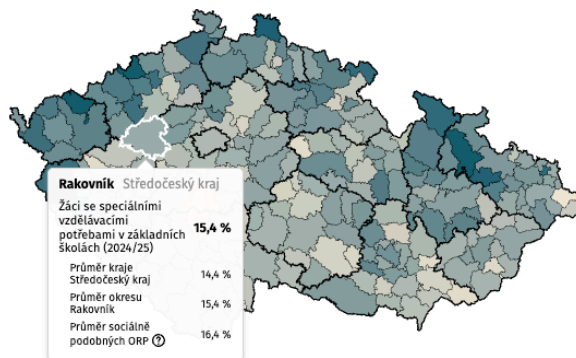 Rakovník Středočeský kraj
Žáci se speciálními
vzdělávacími
potřebami v základních 15,4 %
školách (2024/25)
Průměr kraje
Středočeský kraj 14,4 %
Průměr okresu
Rakovník 15,4 %
Průměr sociálně
podobných ORP ? 16,4 %